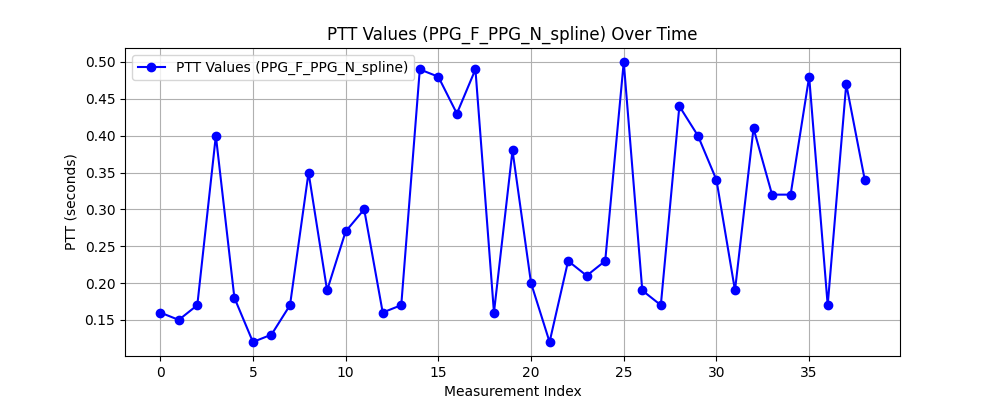 PTT Values (PPG_F_PPG_N_spline) Over Time
PTT Values (PPG_F_PPG_N_spline)
PTT (seconds)
0.50
0.45
0.40
0.35
0.30
0.25
0.20
0.15
0 5 10 15 20 25 30 35
Measurement Index